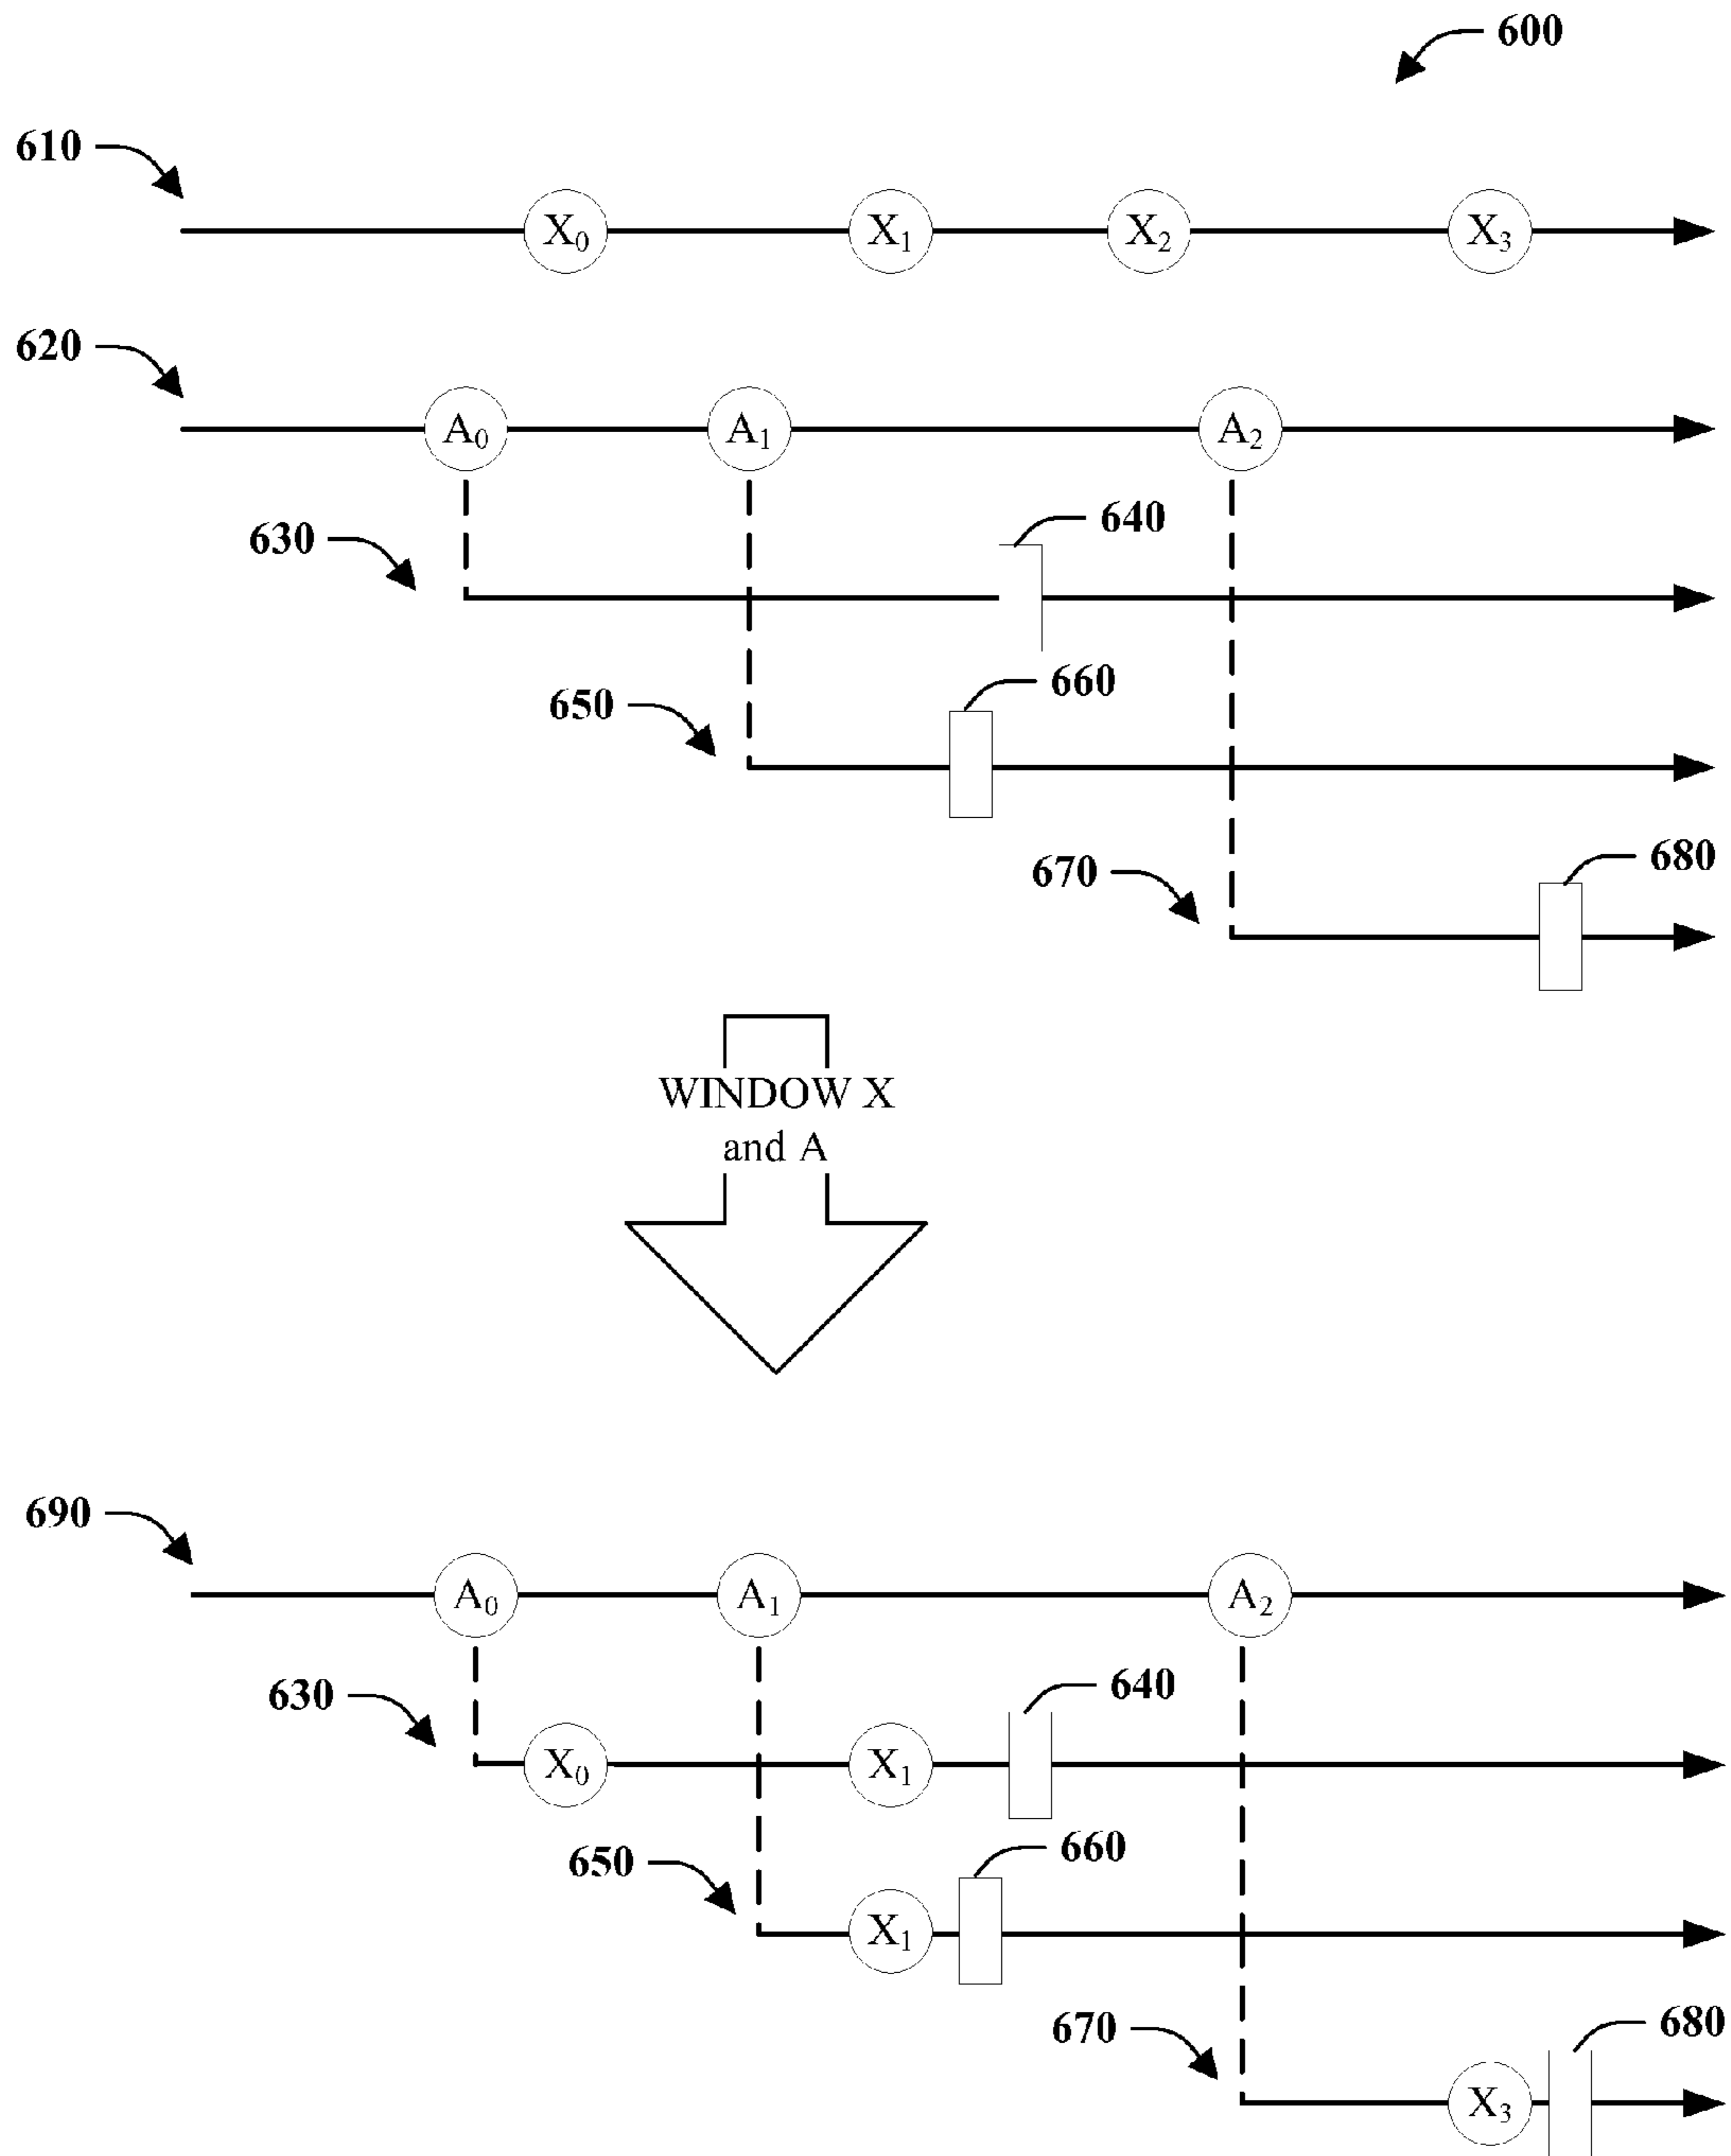 600
610
X₀ X₁ X₂ X₃
620
A₀ A₁ A₂
640
630
660
650
680
670
WINDOW X
and A
690
A₀ A₁ A₂
640
630
X₀ X₁
660
650
X₁
680
670
X₃